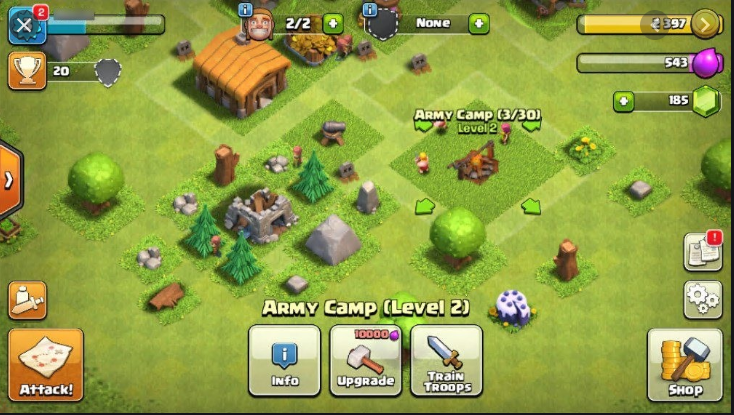 2
2/2
None
397
20
543
185
Army Camp (3/30)
Level 2
Army Camp (Level 2)
10000
Info
Upgrade
Train
Troops
Attack!
Shop